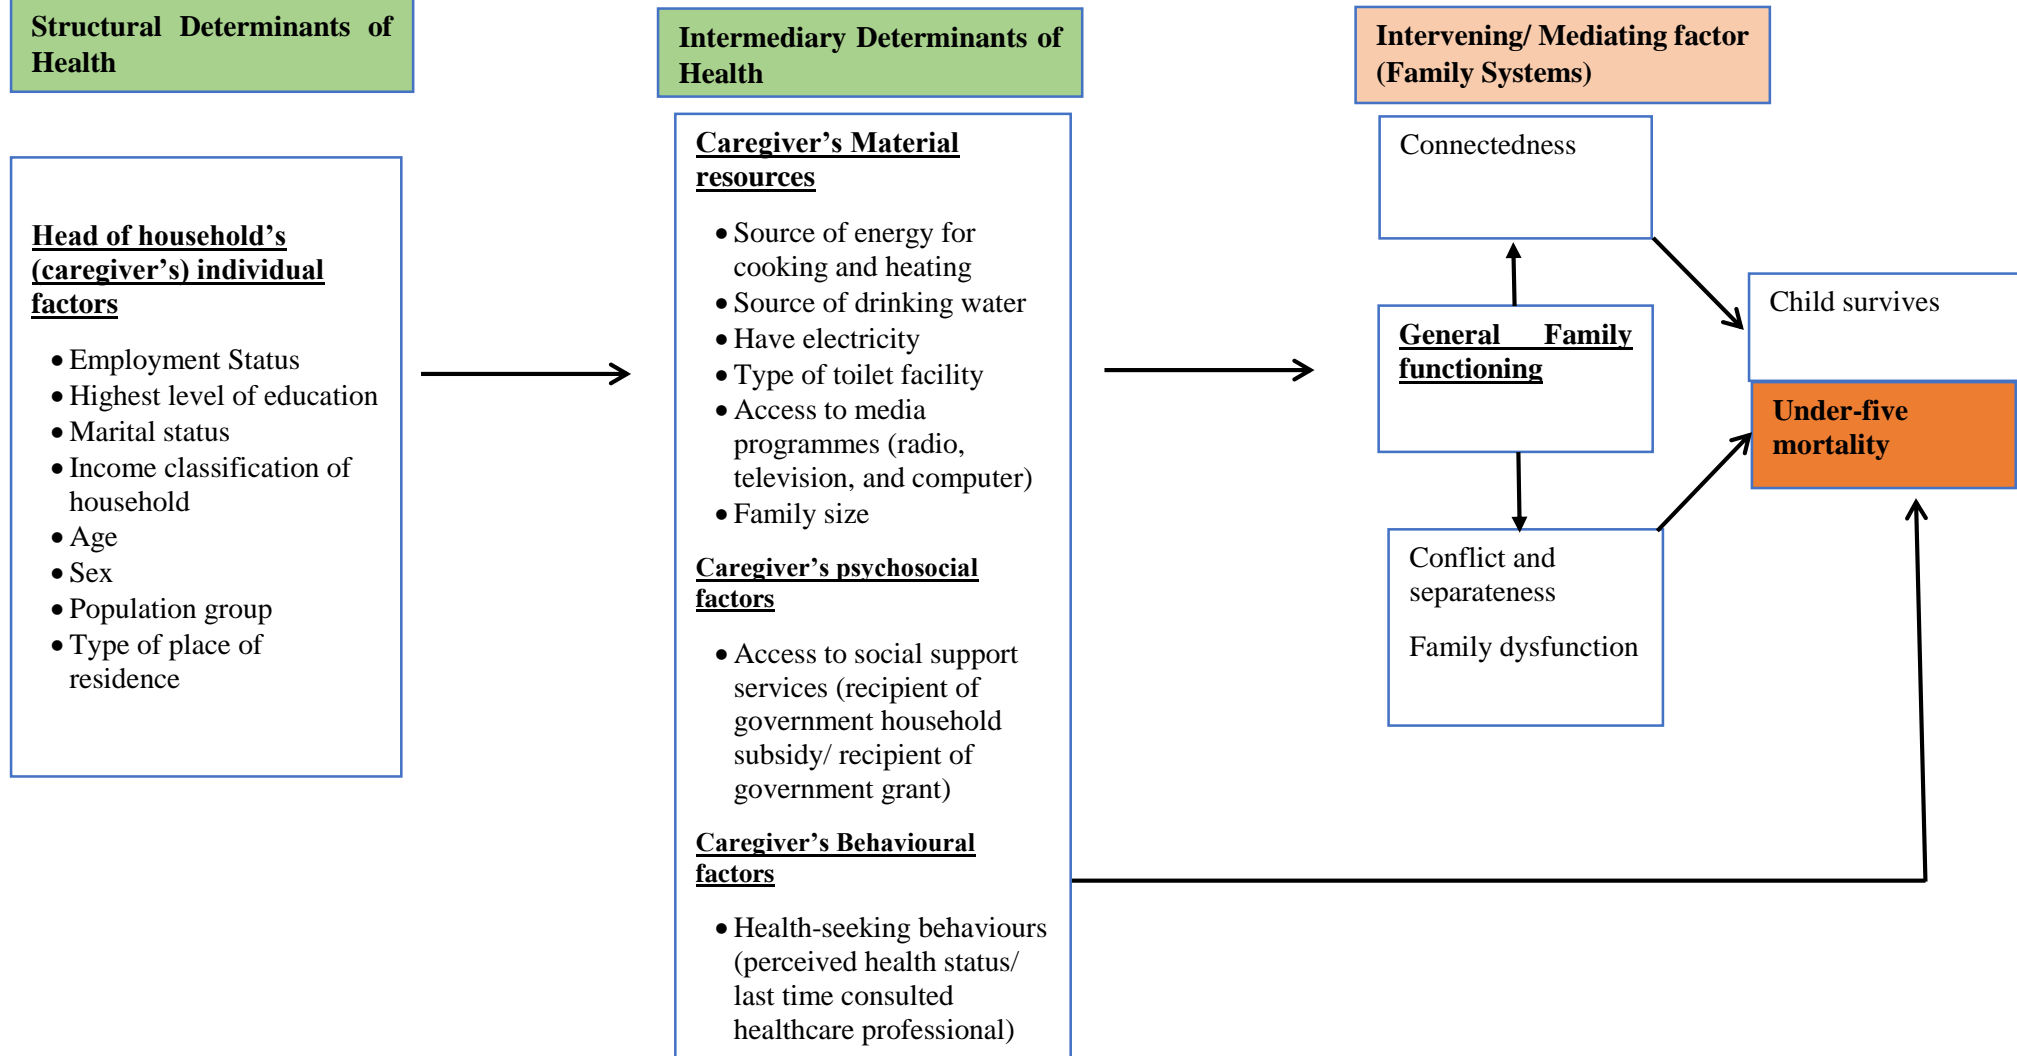 Structural Determinants of
Health
Head of household's
(caregiver's) individual
factors
• Employment Status
• Highest level of education
• Marital status
• Income classification of
household
• Age
• Sex
• Population group
• Type of place of
residence
Intermediary Determinants of
Health
Caregiver's Material
resources
• Source of energy for
cooking and heating
• Source of drinking water
• Have electricity
• Type of toilet facility
• Access to media
programmes (radio,
television, and computer)
• Family size
Caregiver's psychosocial
factors
• Access to social support
services (recipient of
government household
subsidy/ recipient of
government grant)
Caregiver's Behavioural
factors
• Health-seeking behaviours
(perceived health status/
last time consulted
healthcare professional)
Intervening/ Mediating factor
(Family Systems)
Connectedness
General Family
functioning
Conflict and
separateness
Family dysfunction
Child survives
Under-five
mortality